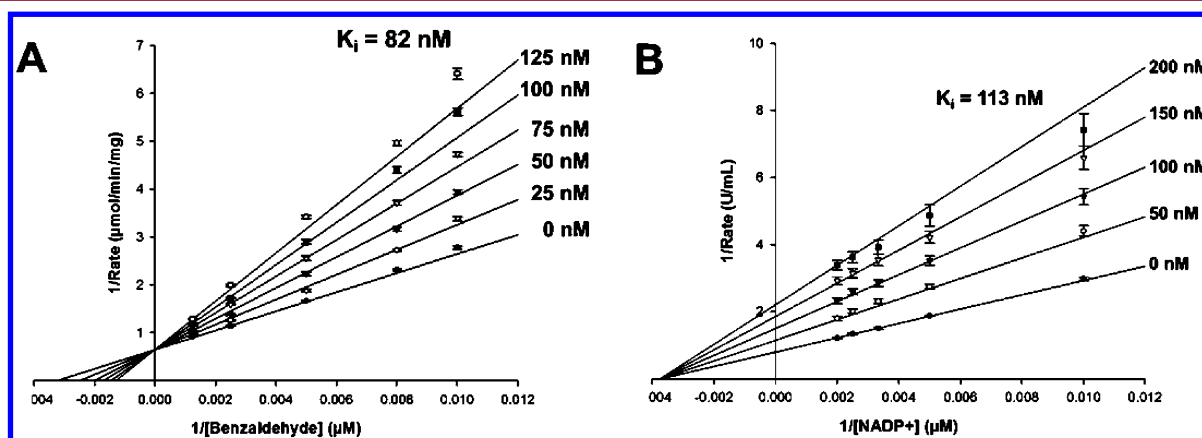 A
Ki = 82 nM
1/Rate (µmol/min/mg)
7
6
5
4
3
2
1
125 nM
100 nM
75 nM
50 nM
25 nM
0 nM
004 -0.002 0.000 0.002 0.004 0.006 0.008 0.010 0.012
1/[Benzaldehyde] (µM)
B
Ki = 113 nM
1/Rate (U/mL)
10
8
6
4
2
200 nM
150 nM
100 nM
50 nM
0 nM
004 -0.002 0.000 0.002 0.004 0.006 0.008 0.010 0.012
1/[NADP+] (µM)